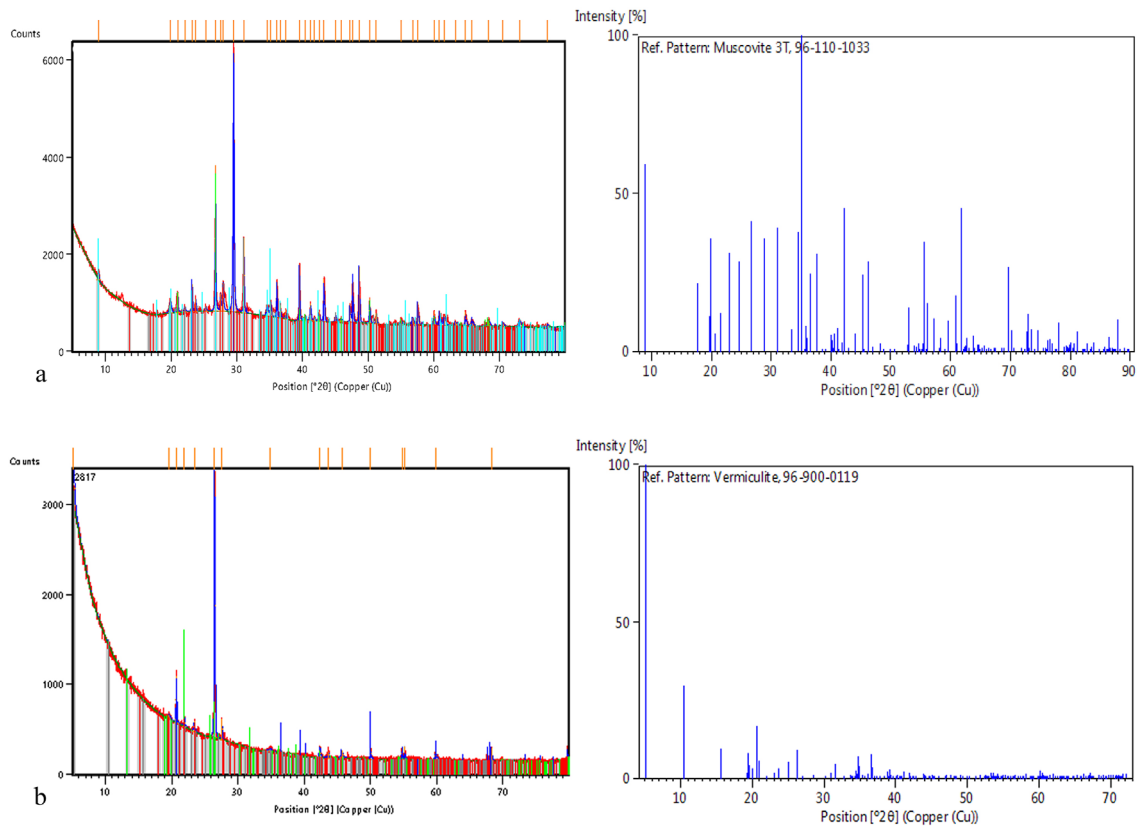 Counts
6000
4000
2000
0
10 20 30 40 50 60 70
Position [°2θ] (Copper (Cu))
a
Intensity [%]
Ref. Pattern: Muscovite 3T, 96-110-1033
100
50
0
10 20 30 40 50 60 70 80 90
Position [°2θ] (Copper (Cu))
Counts
2817
3000
2000
1000
0
10 20 30 40 50 60 70
Position [°2θ] (Copper (Cu))
b
Intensity [%]
Ref. Pattern: Vermiculite, 96-900-0119
100
50
0
10 20 30 40 50 60 70
Position [°2θ] (Copper (Cu))